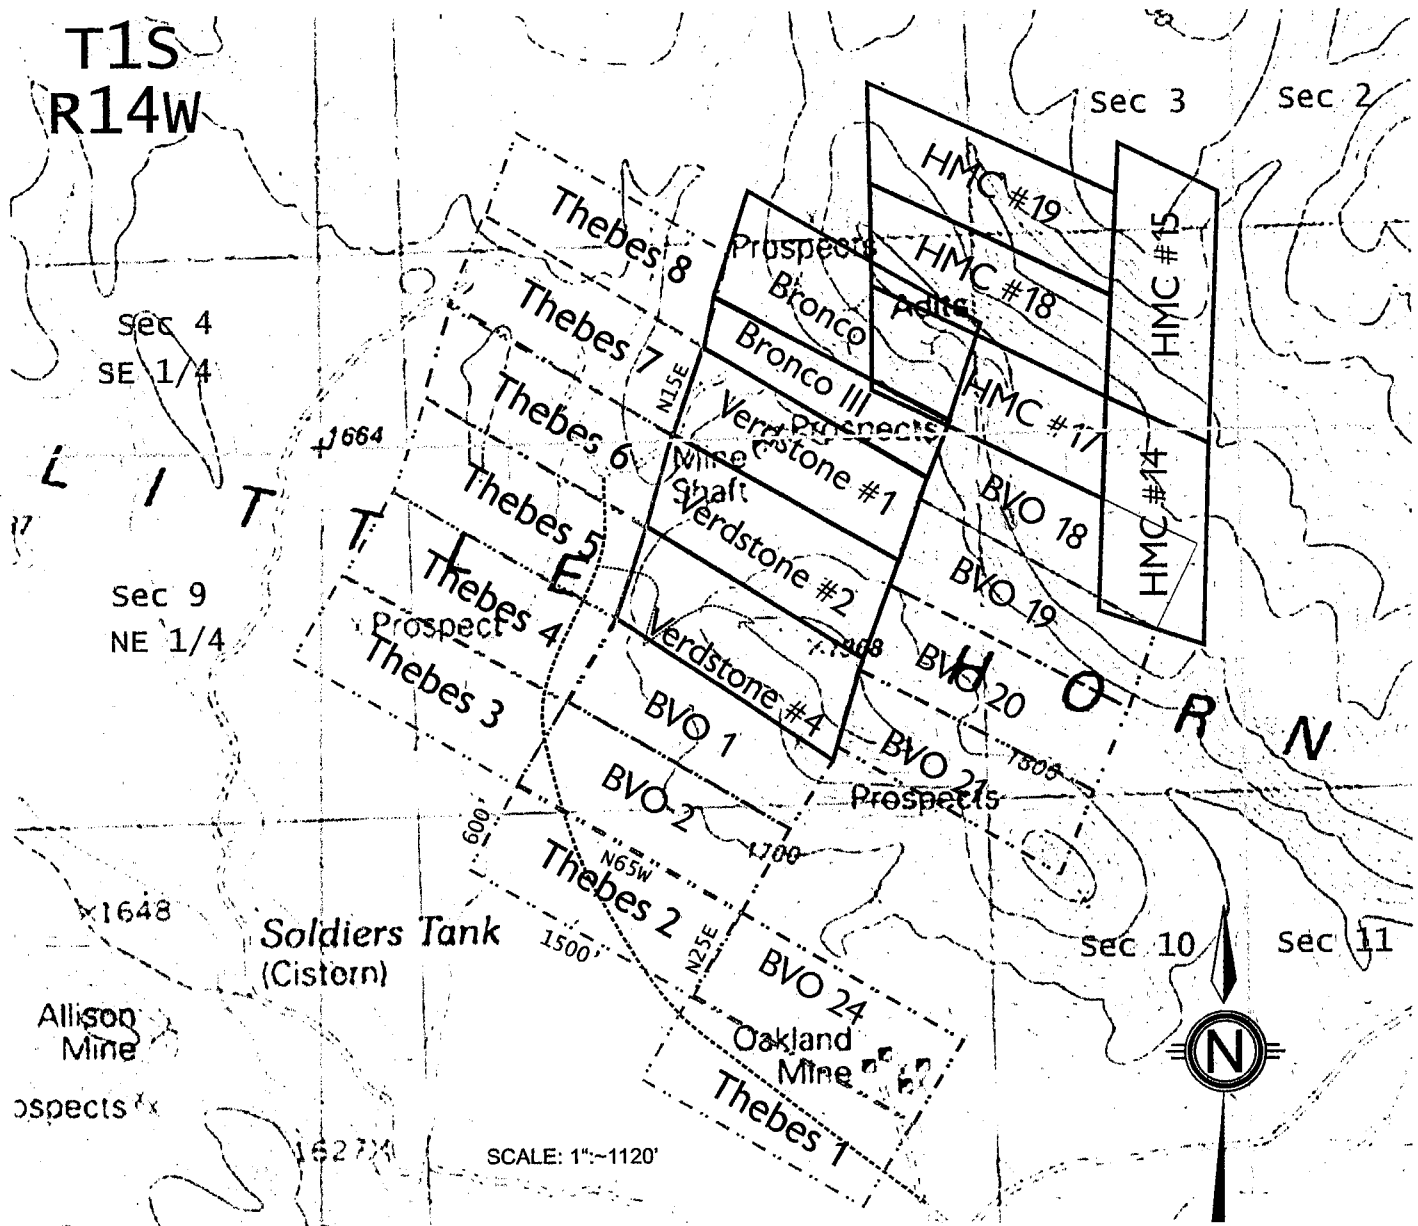 T1S
R14W
Sec 3
Sec 2
HMC #19
HMC #15
Thebes 8
Prospects
HMC #18
Bronco
Adits
Thebes 7
Sec 4
SE 1/4
Bronco III
N15E
HMC #17
Thebes 6
Verdstone #1
Prospects
1664
Mine
Shaft
HMC #14
BVO 18
Thebes 5
Verdstone #2
LITTLE HORN
BVO 19
Thebes 4
Sec 9
NE 1/4
Prospect
Verdstone #4
BVO 20
Thebes 3
BVO 1
BVO 21
Prospects
BVO 2
600'
1700
N65W
Thebes 2
1500'
N25E
×1648
Soldiers Tank
(Cistern)
BVO 24
Sec 10
Sec 11
Allison
Mine
Oakland
Mine
N
Thebes 1
SCALE: 1":~1120'